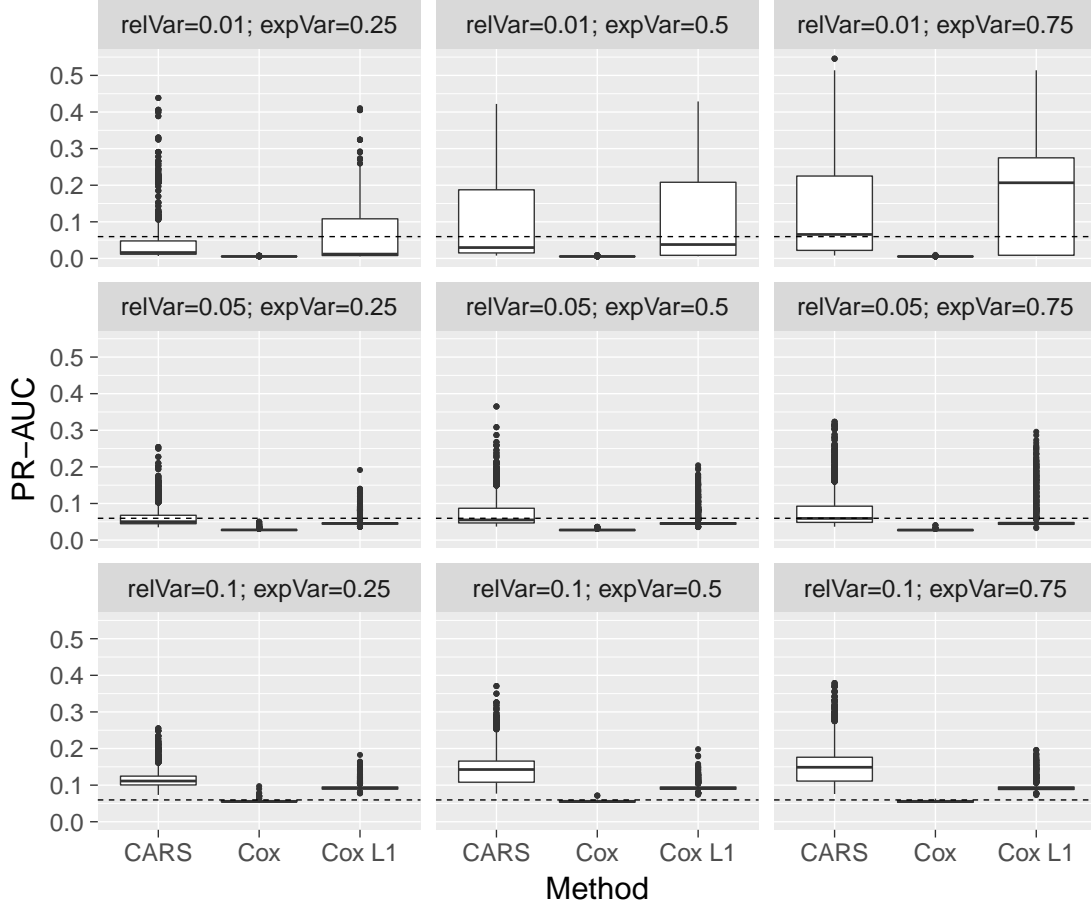 relVar=0.01; expVar=0.25
relVar=0.01; expVar=0.5
relVar=0.01; expVar=0.75
0.5
0.4
0.3
0.2
0.1
0.0
relVar=0.05; expVar=0.25
relVar=0.05; expVar=0.5
relVar=0.05; expVar=0.75
0.5
0.4
0.3
0.2
0.1
0.0
PR−AUC
relVar=0.1; expVar=0.25
relVar=0.1; expVar=0.5
relVar=0.1; expVar=0.75
0.5
0.4
0.3
0.2
0.1
0.0
CARS Cox Cox L1
CARS Cox Cox L1
CARS Cox Cox L1
Method